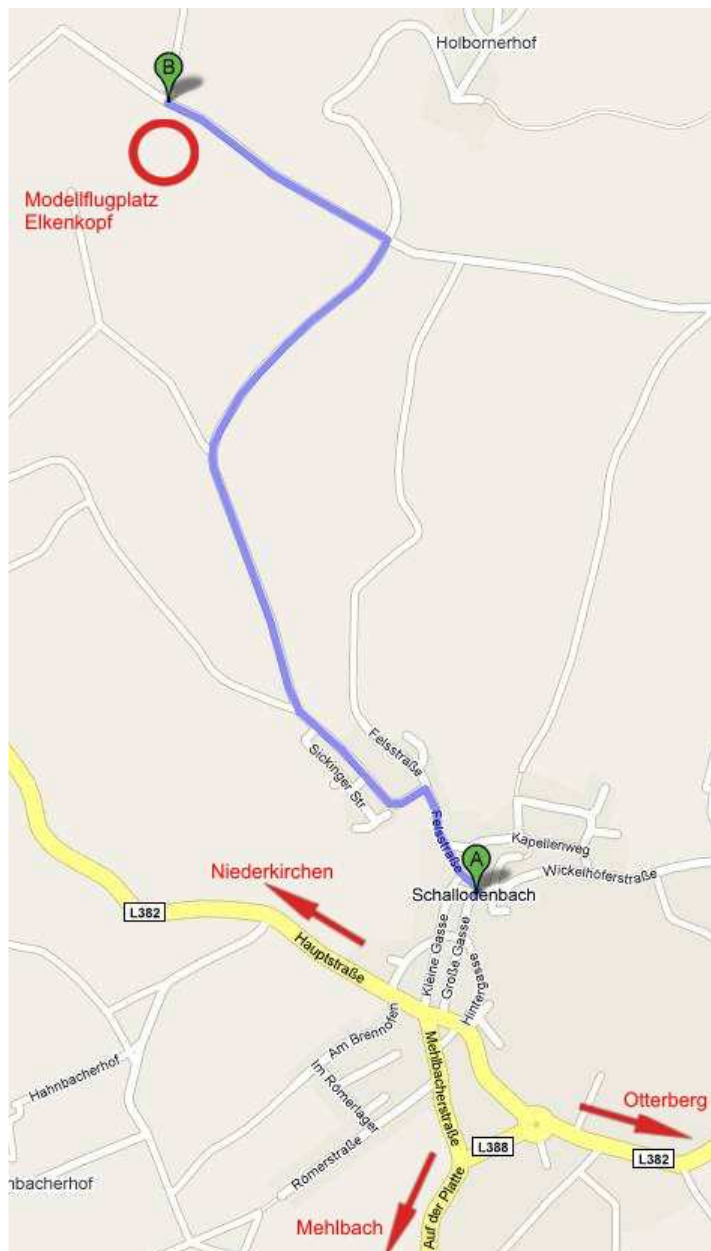 Holbornerhof
B
Modellflugplatz
Elkenkopf
Felsstraße
Sickinger Str.
Felsstraße
Kapellenweg
A
Wickelhöferstraße
Schallodenbach
Niederkirchen
L382
Hauptstraße
Kleine Gasse
Große Gasse
Hintergasse
Am Brennofen
Mehlbacherstraße
Hahnbacherhof
Im Römerlager
Otterberg
Römerstraße
L388
L382
nbacherhof
Auf der Platte
Mehlbach